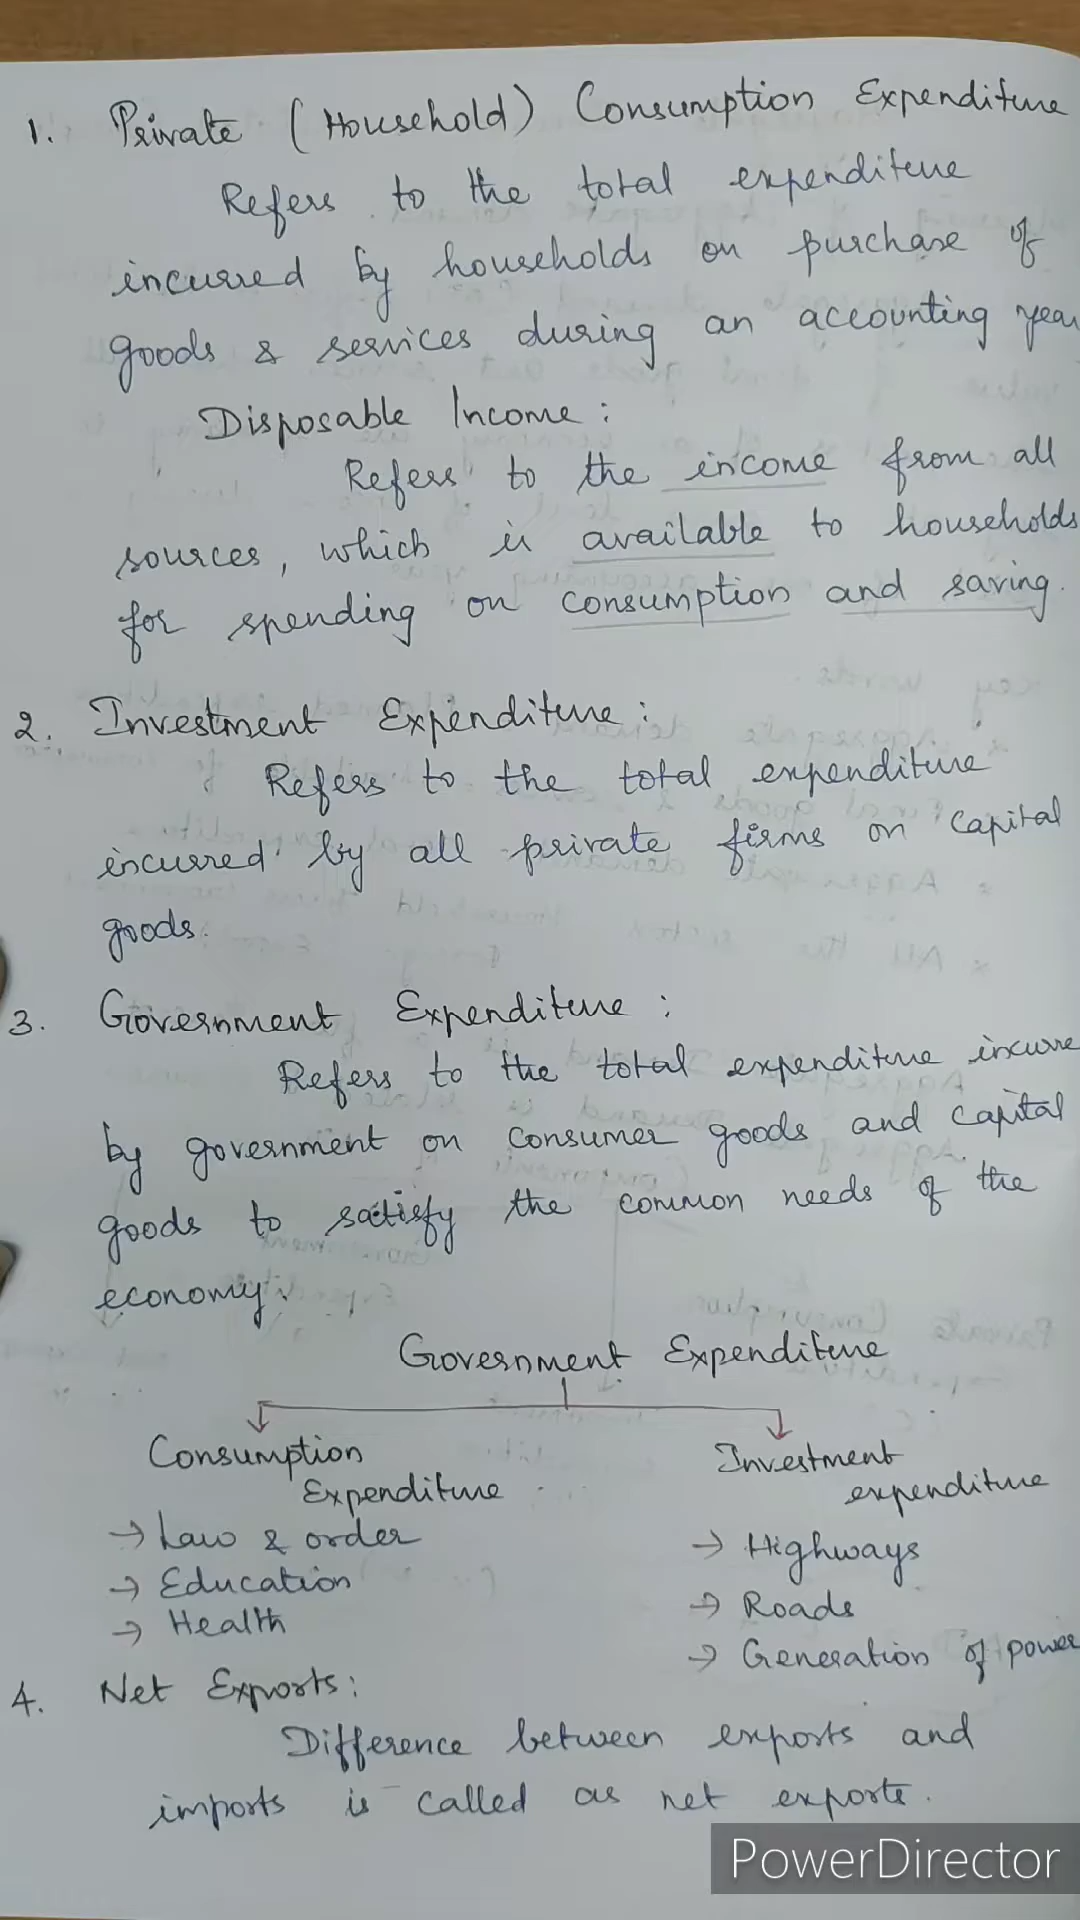 1. Private (Household) Consumption Expenditure
Refers to the total expenditure
incurred by households on purchase of
goods & services during an accounting year
Disposable Income:
Refers to the income from all
sources, which is available to households
for spending on consumption and saving.
2. Investment Expenditure:
Refers to the total expenditure
incurred by all private firms on capital
goods.
3. Government Expenditure:
Refers to the total expenditure incurre
by government on consumer goods and capital
goods to satisfy the common needs of the
economy.
Government Expenditure
Consumption Expenditure
→ Law & order
→ Education
→ Health
Investment expenditure
→ Highways
→ Roads
→ Generation of power
4. Net Exports:
Difference between exports and
imports is called as net exports.
PowerDirector